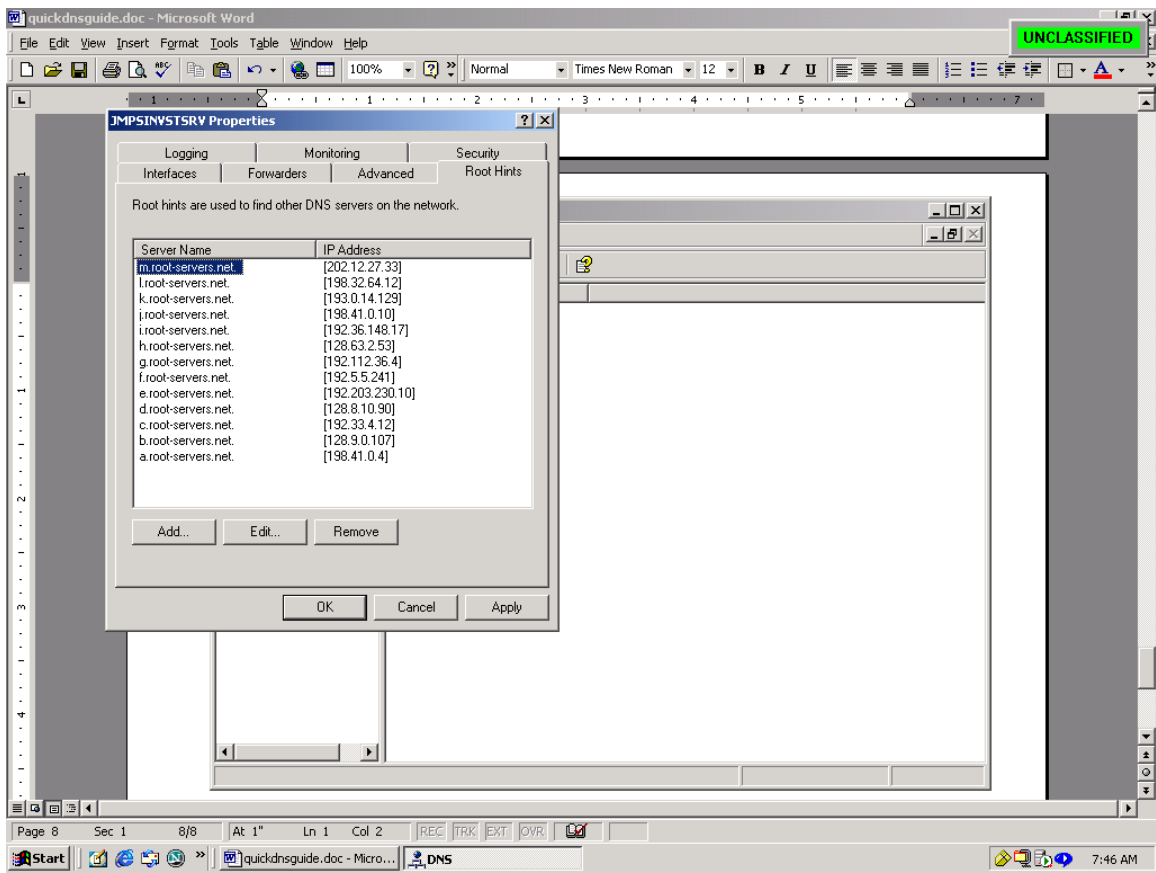 quickdnsguide.doc - Microsoft Word
UNCLASSIFIED
File Edit View Insert Format Tools Table Window Help
100% Normal Times New Roman 12 B I U A
1 1 2 3 4 5 7
JMPSINVSTSRV Properties
Logging Monitoring Security
Interfaces Forwarders Advanced Root Hints
Root hints are used to find other DNS servers on the network.
Server Name IP Address
m.root-servers.net. [202.12.27.33]
l.root-servers.net. [198.32.64.12]
k.root-servers.net. [193.0.14.129]
j.root-servers.net. [198.41.0.10]
i.root-servers.net. [192.36.148.17]
h.root-servers.net. [128.63.2.53]
g.root-servers.net. [192.112.36.4]
f.root-servers.net. [192.5.5.241]
e.root-servers.net. [192.203.230.10]
d.root-servers.net. [128.8.10.90]
c.root-servers.net. [192.33.4.12]
b.root-servers.net. [128.9.0.107]
a.root-servers.net. [198.41.0.4]
Add... Edit... Remove
OK Cancel Apply
Page 8 Sec 1 8/8 At 1" Ln 1 Col 2 REC TRK EXT OVR
Start quickdnsguide.doc - Micro... DNS 7:46 AM